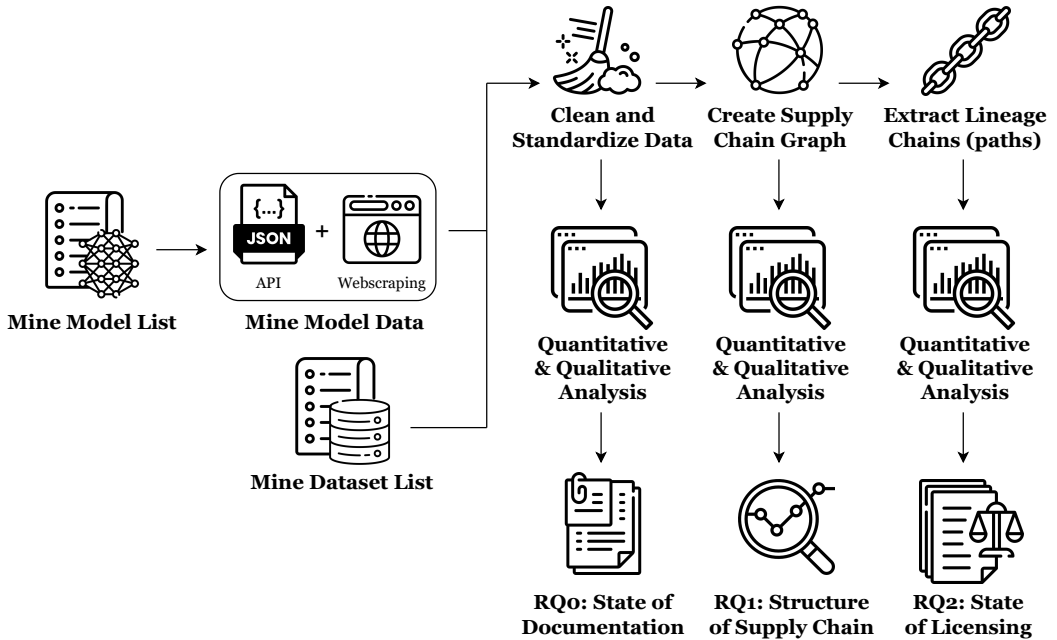 Mine Model List
{...}
JSON
+
API
Webscraping
Mine Model Data
Mine Dataset List
Clean and
Standardize Data
Create Supply
Chain Graph
Extract Lineage
Chains (paths)
Quantitative
& Qualitative
Analysis
Quantitative
& Qualitative
Analysis
Quantitative
& Qualitative
Analysis
RQ0: State of
Documentation
RQ1: Structure
of Supply Chain
RQ2: State
of Licensing